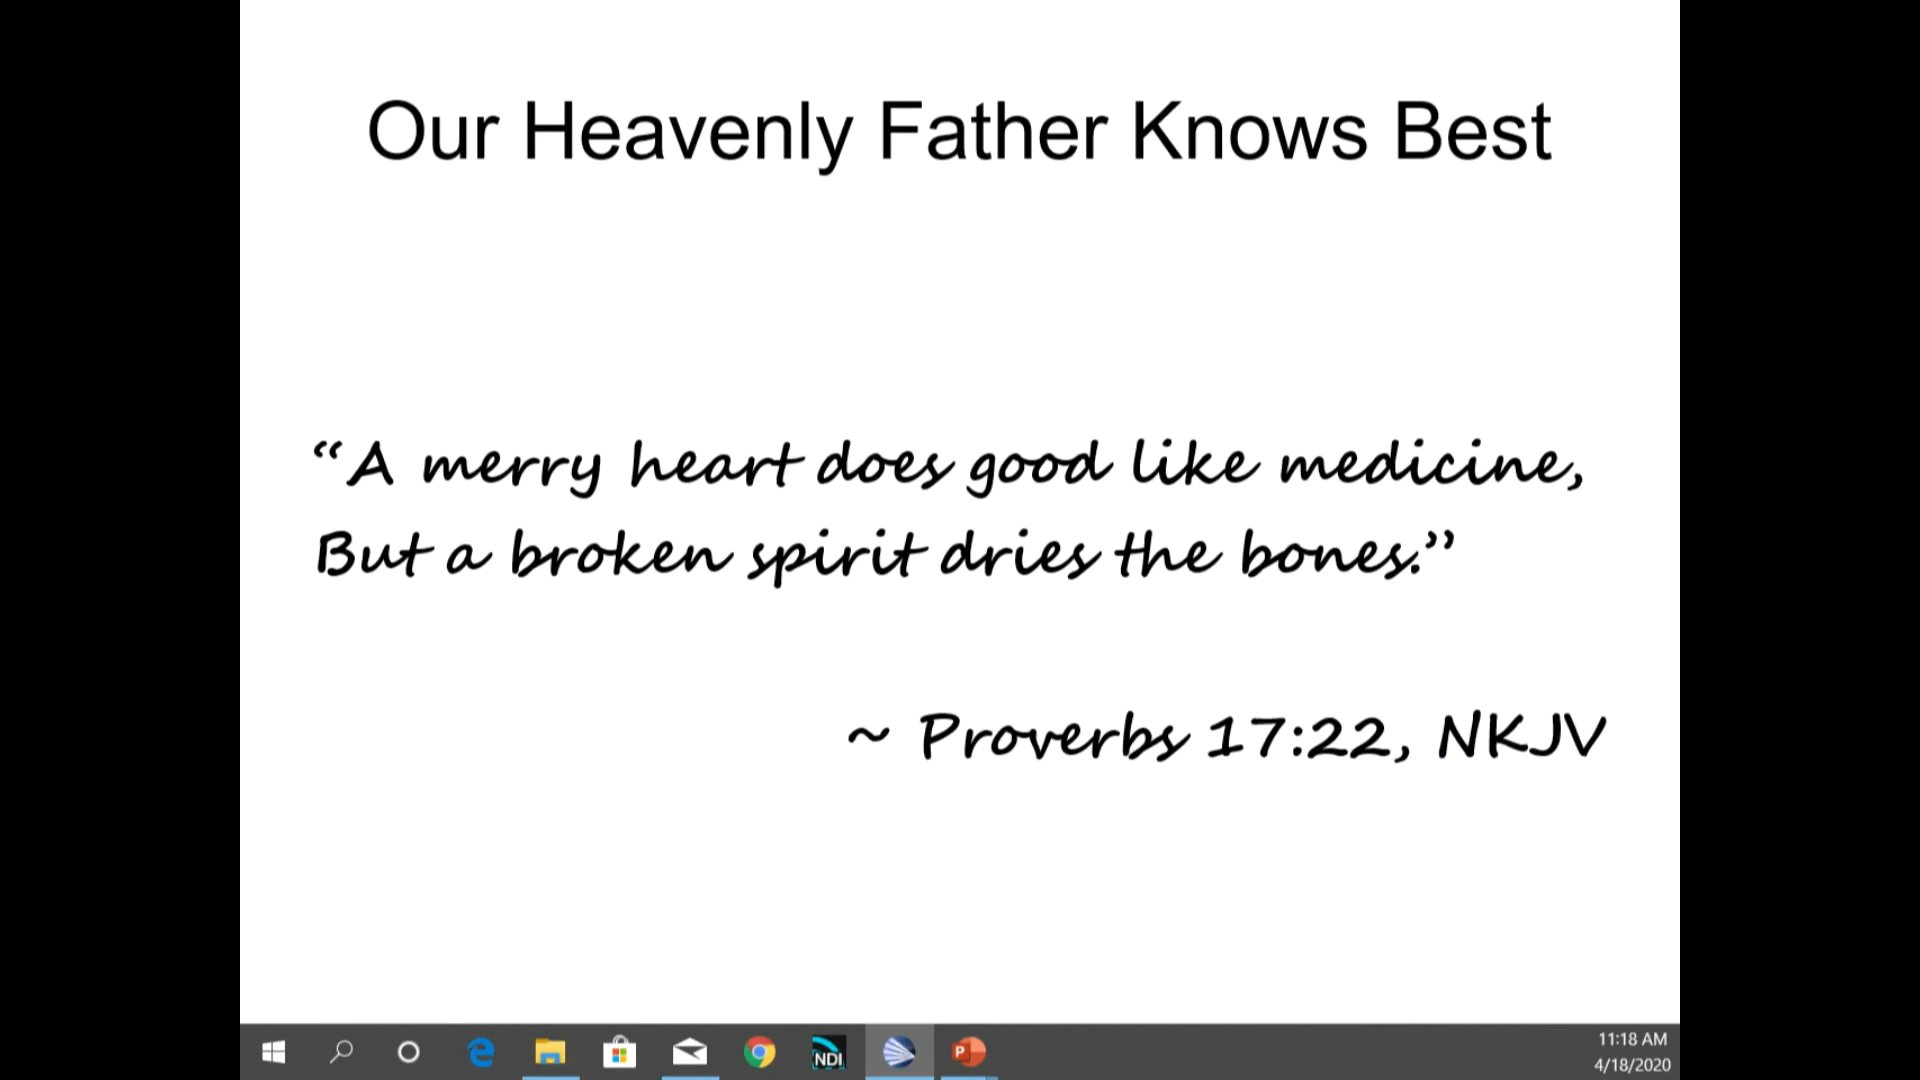 Our Heavenly Father Knows Best
“A merry heart does good like medicine,
But a broken spirit dries the bones.”
~ Proverbs 17:22, NKJV
NDI
P
11:18 AM
4/18/2020